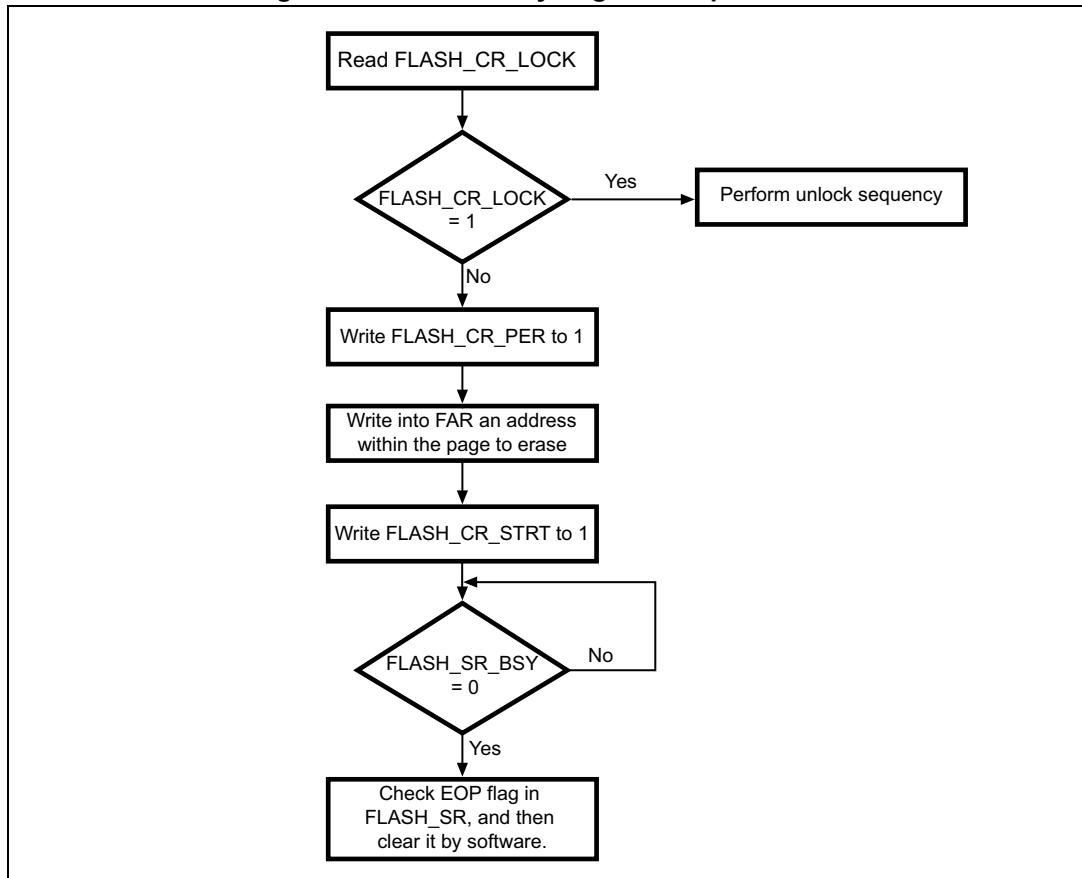 Read FLASH_CR_LOCK
FLASH_CR_LOCK
= 1
Yes
Perform unlock sequency
No
Write FLASH_CR_PER to 1
Write into FAR an address
within the page to erase
Write FLASH_CR_STRT to 1
FLASH_SR_BSY
= 0
No
Yes
Check EOP flag in
FLASH_SR, and then
clear it by software.